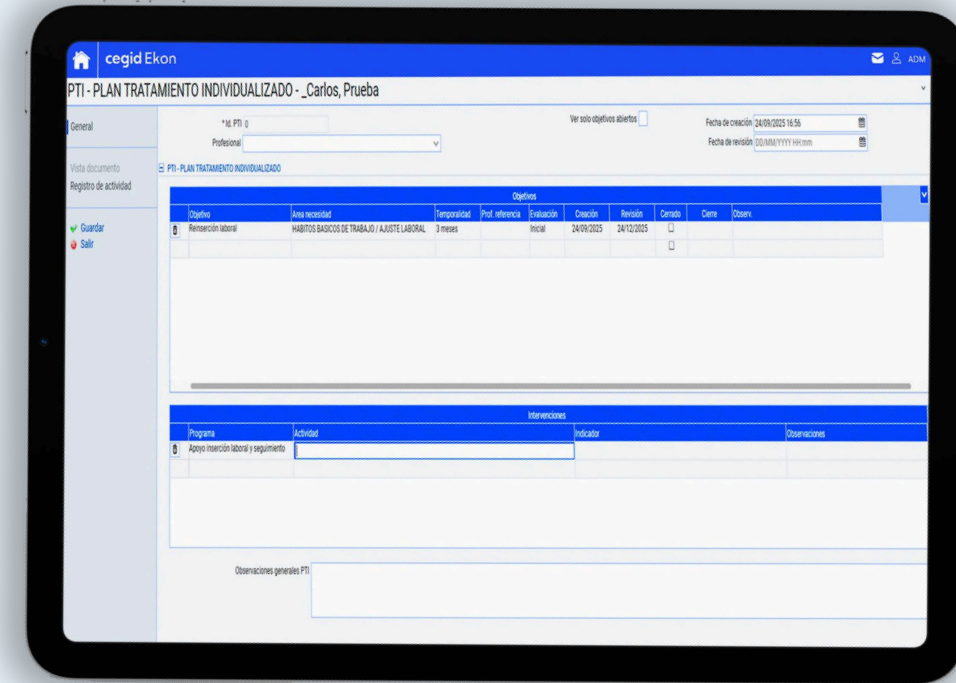 cegid Ekon
ADM
PTI - PLAN TRATAMIENTO INDIVIDUALIZADO - _Carlos, Prueba
General
* Id. PTI 0
Ver solo objetivos abiertos
Fecha de creación 24/09/2025 16:56
Profesional
Fecha de revisión DD/MM/YYYY HH:mm
Vista documento
PTI - PLAN TRATAMIENTO INDIVIDUALIZADO
Registro de actividad
Guardar
Salir
Objetivos
Objetivo Area necesidad Temporalidad Prof. referencia Evaluación Creación Revisión Cerrado Cierre Observ.
Reinserción laboral HABITOS BASICOS DE TRABAJO / AJUSTE LABORAL 3 meses Inicial 24/09/2025 24/12/2025
Intervenciones
Programa Actividad Indicador Observaciones
Apoyo inserción laboral y seguimiento
Observaciones generales PTI